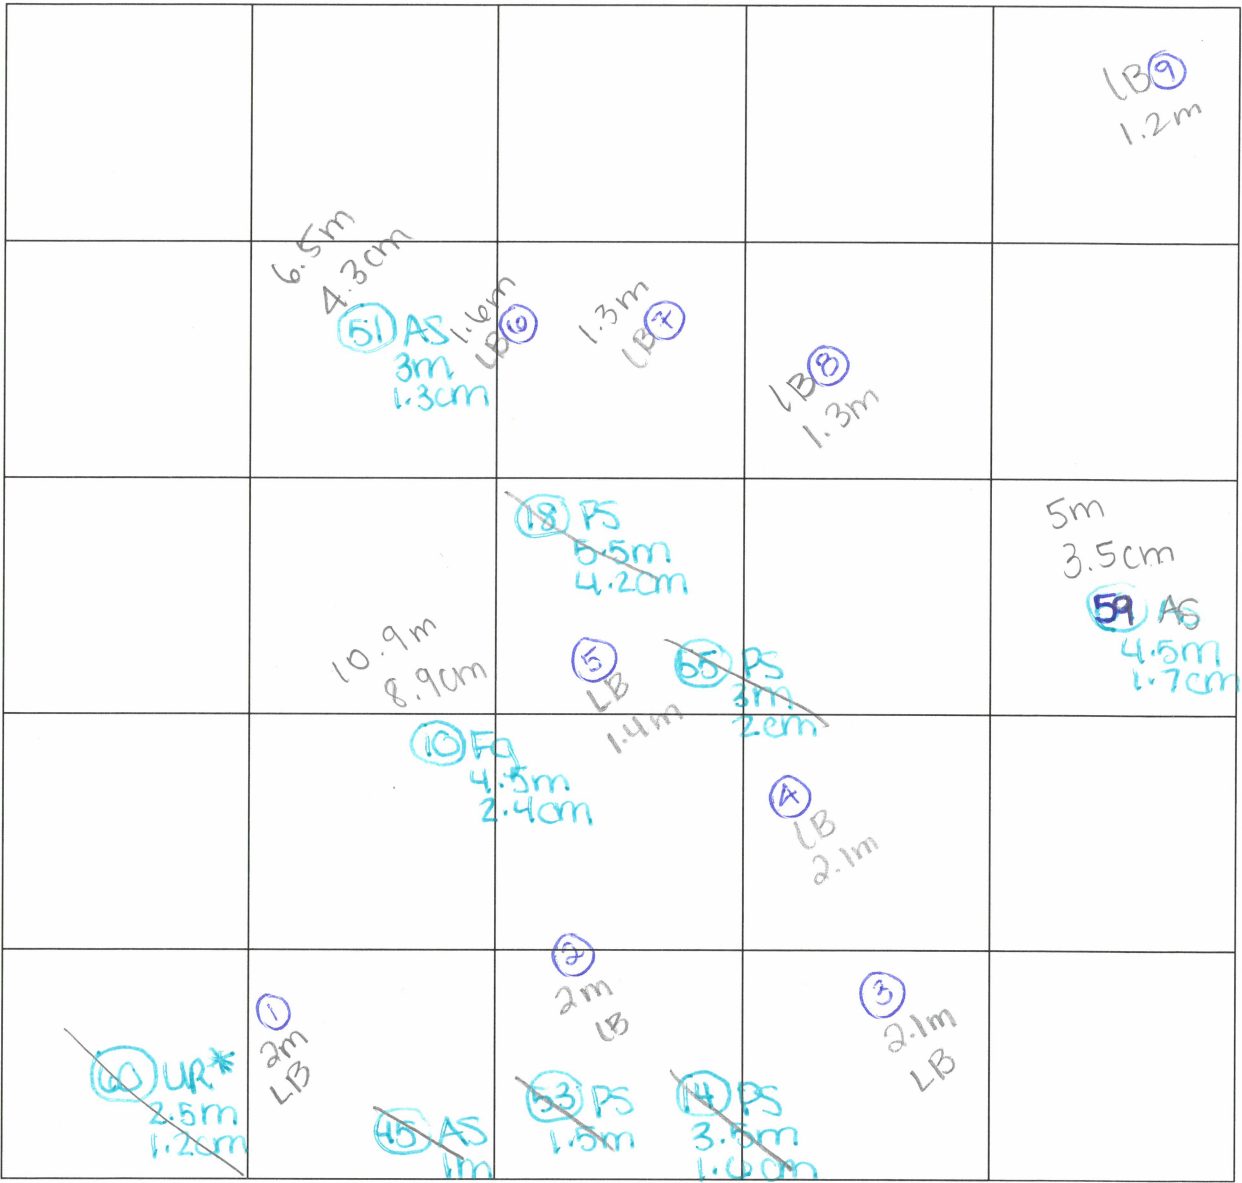 LB 9
1.2m
6.5m
4.3cm
51 AS
3m
1.3cm
1.6m
LB 6
1.3m
LB 7
LB 8
1.3m
18 PS
5.5m
4.2cm
5m
3.5cm
59 AS
4.5m
1.7cm
10.9m
8.9cm
5
LB
1.4m
PS
3m
2cm
10 Fg
4.5m
2.4cm
4
LB
2.1m
2
2m
LB
3
2.1m
LB
1
2m
LB
60 UR*
2.5m
1.2cm
45 AS
1m
53 PS
1.5m
14 PS
3.5m
1.6cm